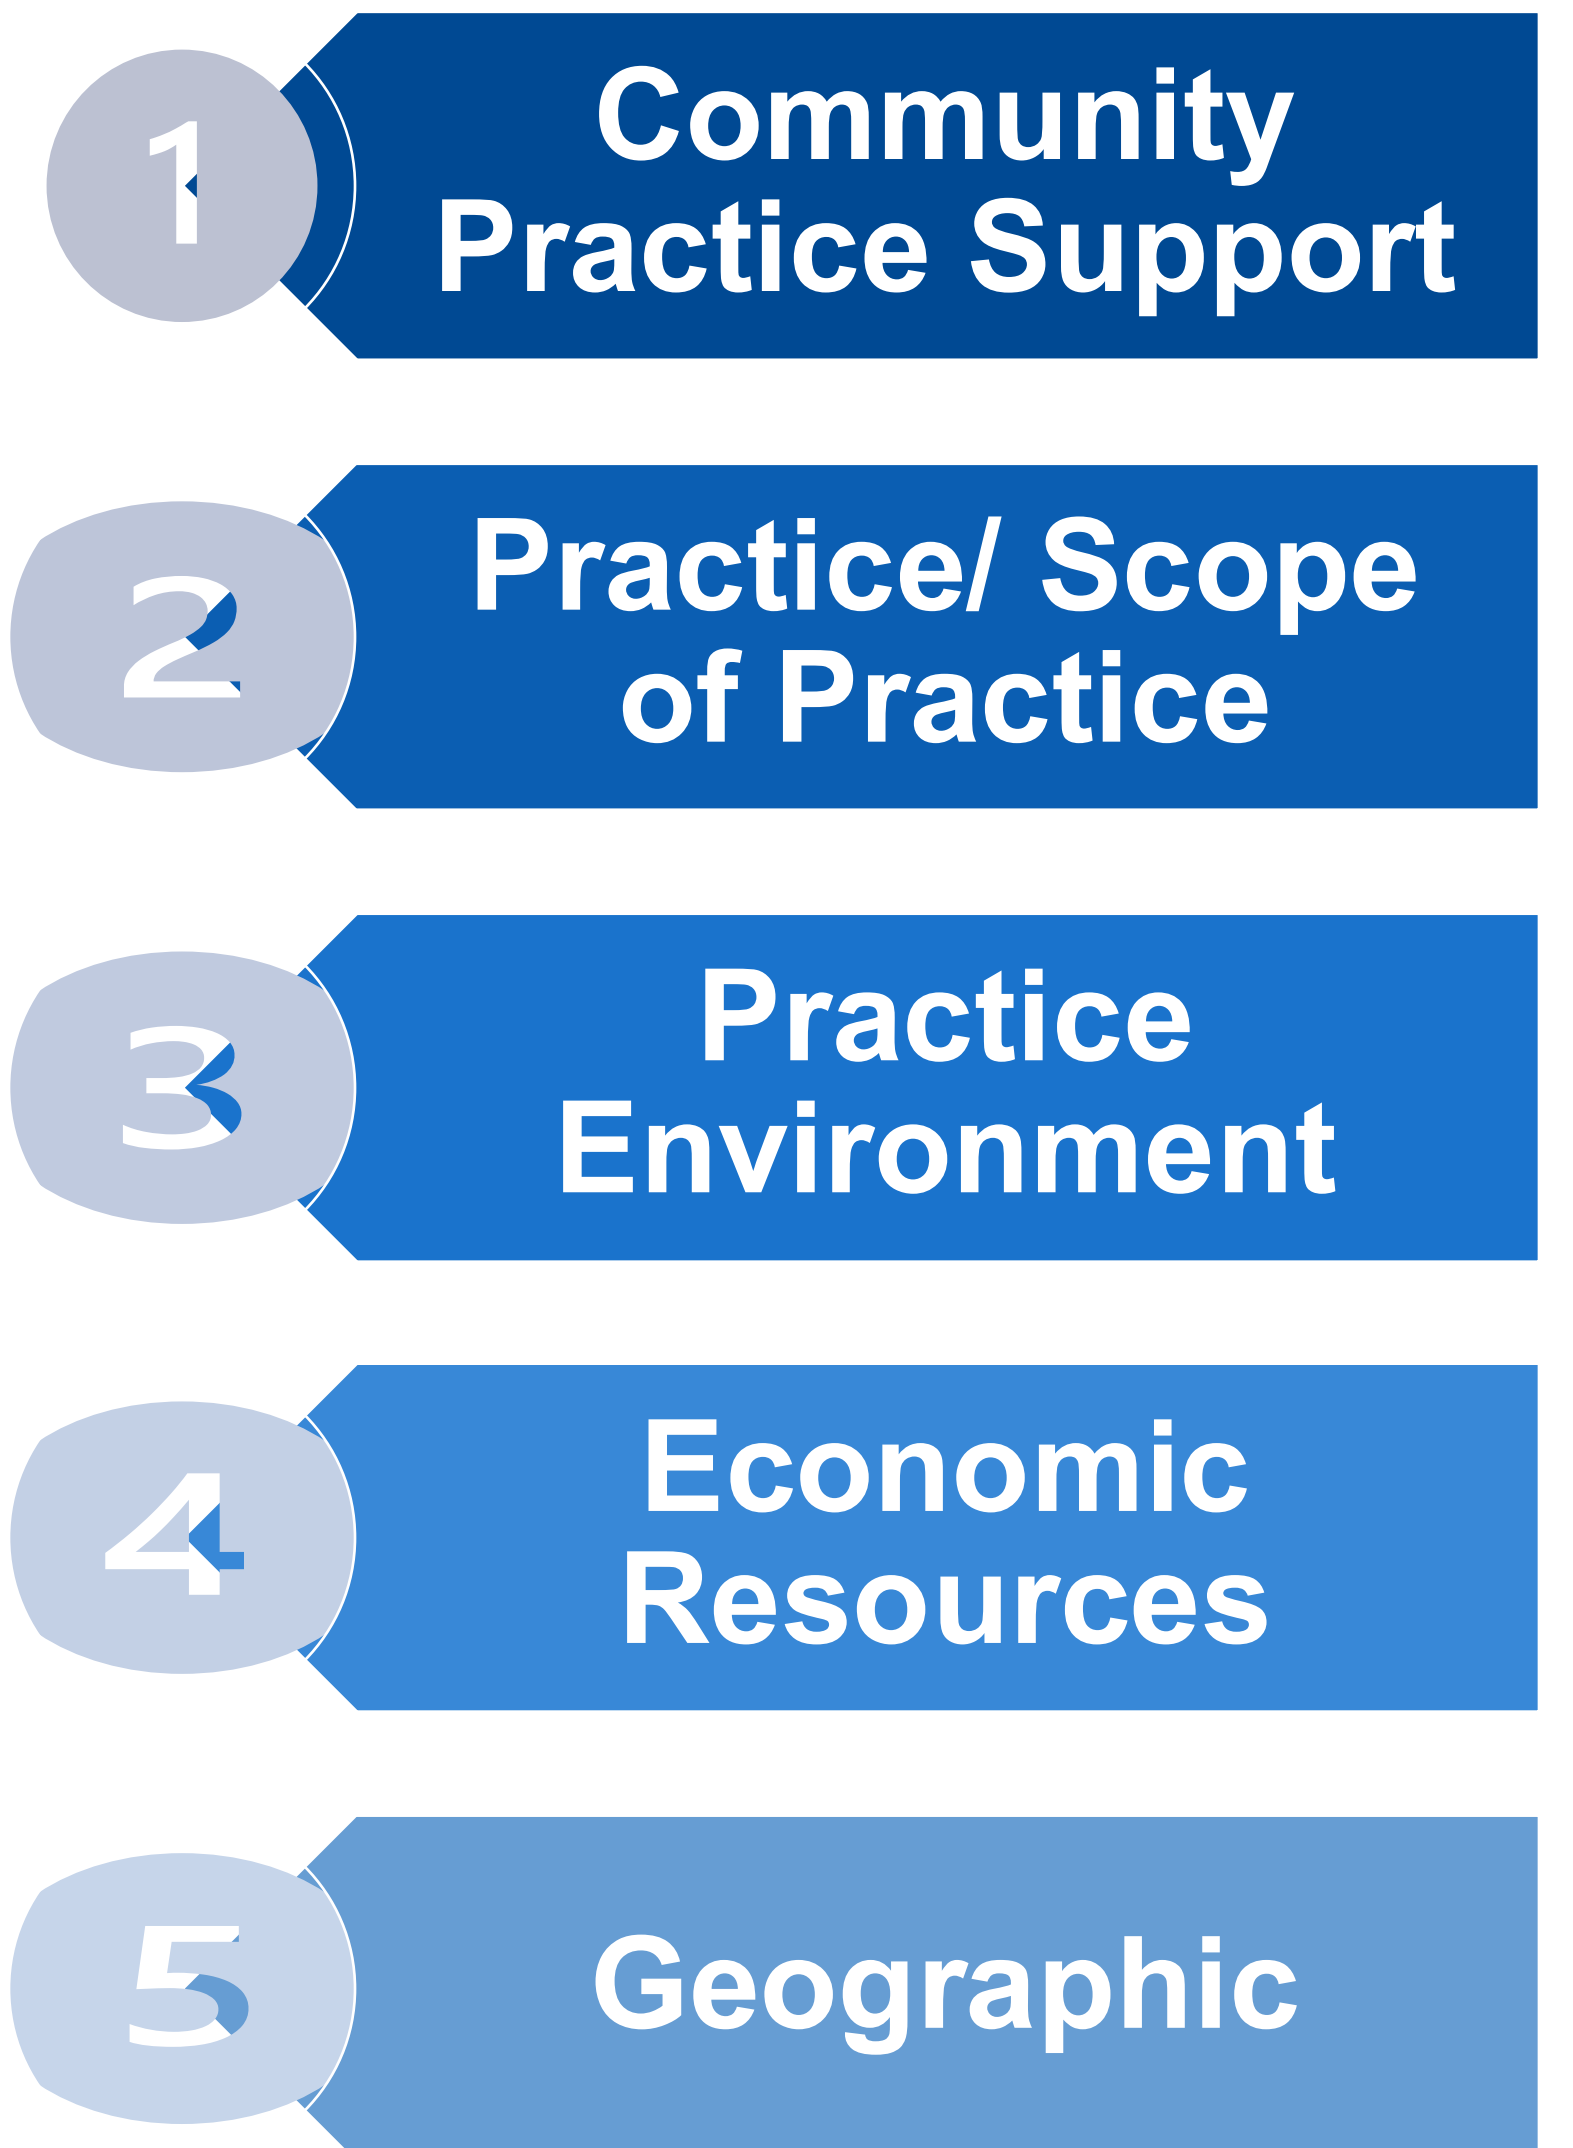 1
Community
Practice Support
2
Practice/ Scope
of Practice
3
Practice
Environment
4
Economic
Resources
5
Geographic